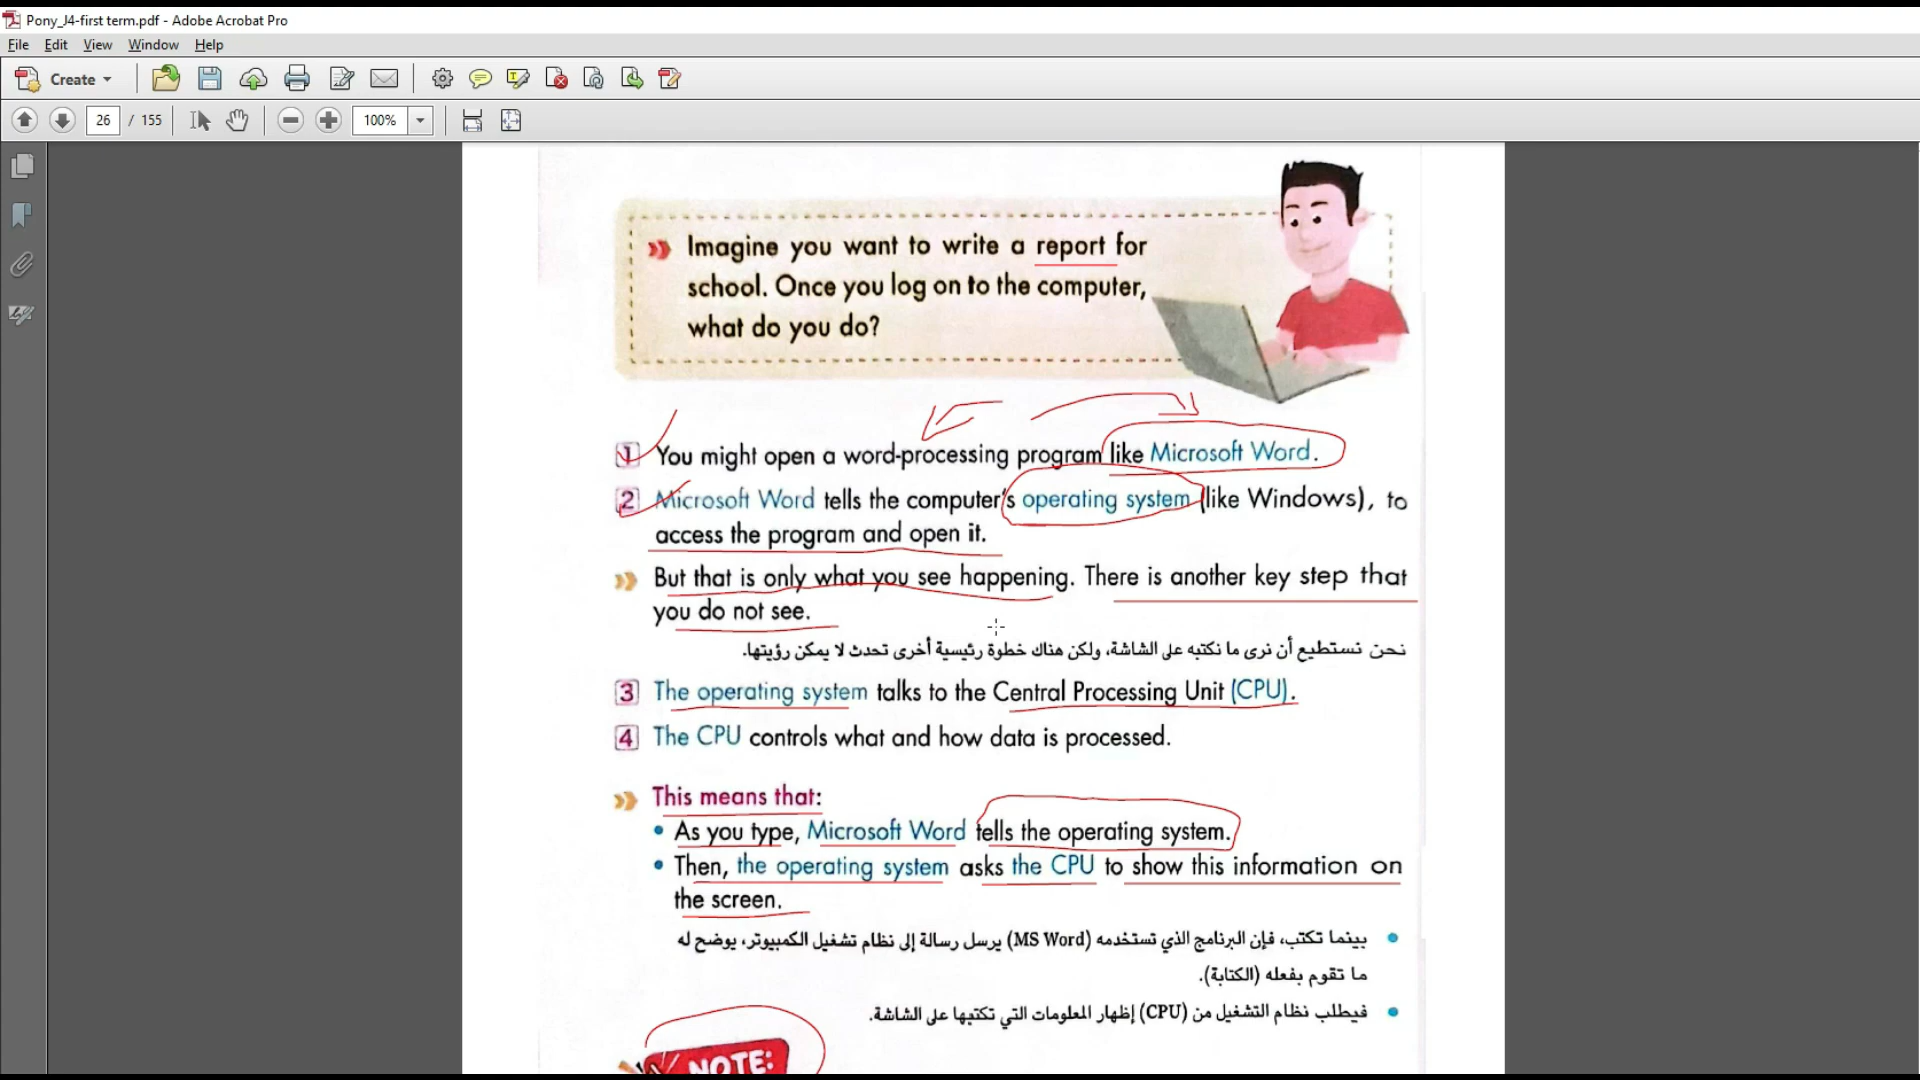 Pony_J4-first term.pdf - Adobe Acrobat Pro
File Edit View Window Help
Create
26 / 155 100%
Imagine you want to write a report for
school. Once you log on to the computer,
what do you do?
1 You might open a word-processing program like Microsoft Word.
2 Microsoft Word tells the computer's operating system (like Windows), to
access the program and open it.
But that is only what you see happening. There is another key step that
you do not see.
نحن نستطيع أن نرى ما نكتبه على الشاشة، ولكن هناك خطوة رئيسية أخرى تحدث لا يمكن رؤيتها.
3 The operating system talks to the Central Processing Unit (CPU).
4 The CPU controls what and how data is processed.
This means that:
• As you type, Microsoft Word tells the operating system.
• Then, the operating system asks the CPU to show this information on
the screen.
• بينما تكتب، فإن البرنامج الذي تستخدمه (MS Word) يرسل رسالة إلى نظام تشغيل الكمبيوتر، يوضح له
ما تقوم بفعله (الكتابة).
• فيطلب نظام التشغيل من (CPU) إظهار المعلومات التي تكتبها على الشاشة.
NOTE: